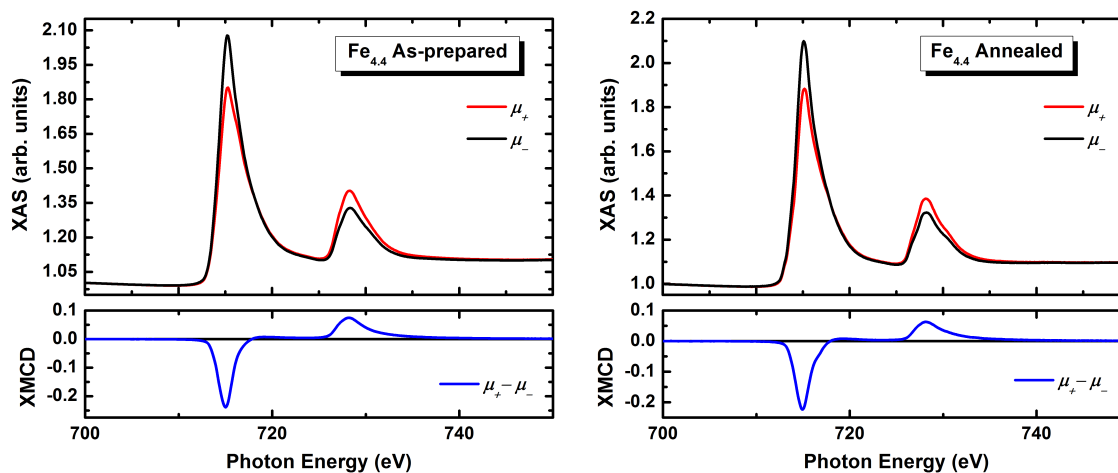 2.10
1.95
1.80
1.65
1.50
1.35
1.20
1.05
XAS (arb. units)
Fe4.4 As-prepared
μ+
μ−
0.1
0.0
-0.1
-0.2
XMCD
μ+− μ−
700
720
740
Photon Energy (eV)
2.2
2.0
1.8
1.6
1.4
1.2
1.0
XAS (arb. units)
Fe4.4 Annealed
μ+
μ−
0.1
0.0
-0.1
-0.2
XMCD
μ+− μ−
700
720
740
Photon Energy (eV)